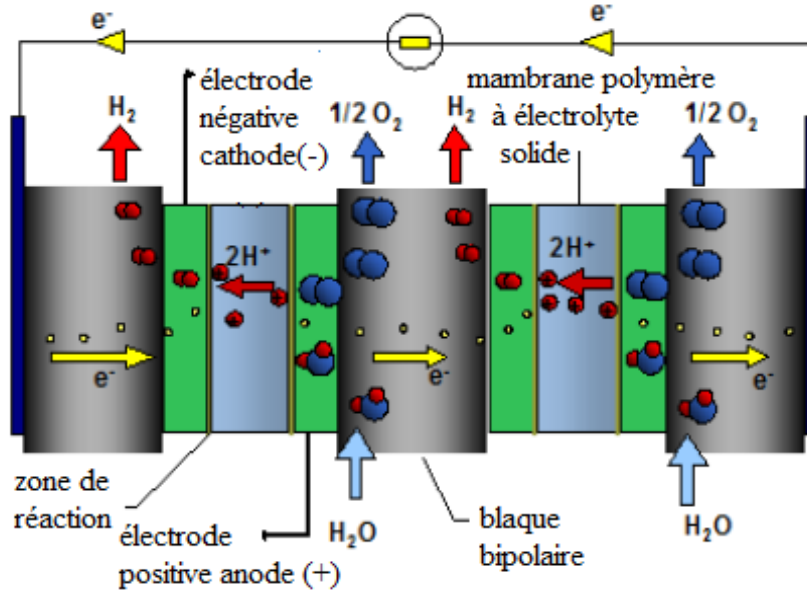 e-
e-
H₂
électrode
négative
cathode(-)
1/2 O₂
H₂
mambrane polymère
à électrolyte
solide
1/2 O₂
2H⁺
2H⁺
e-
e-
e-
zone de
réaction
électrode
positive anode (+)
H₂O
blaque
bipolaire
H₂O